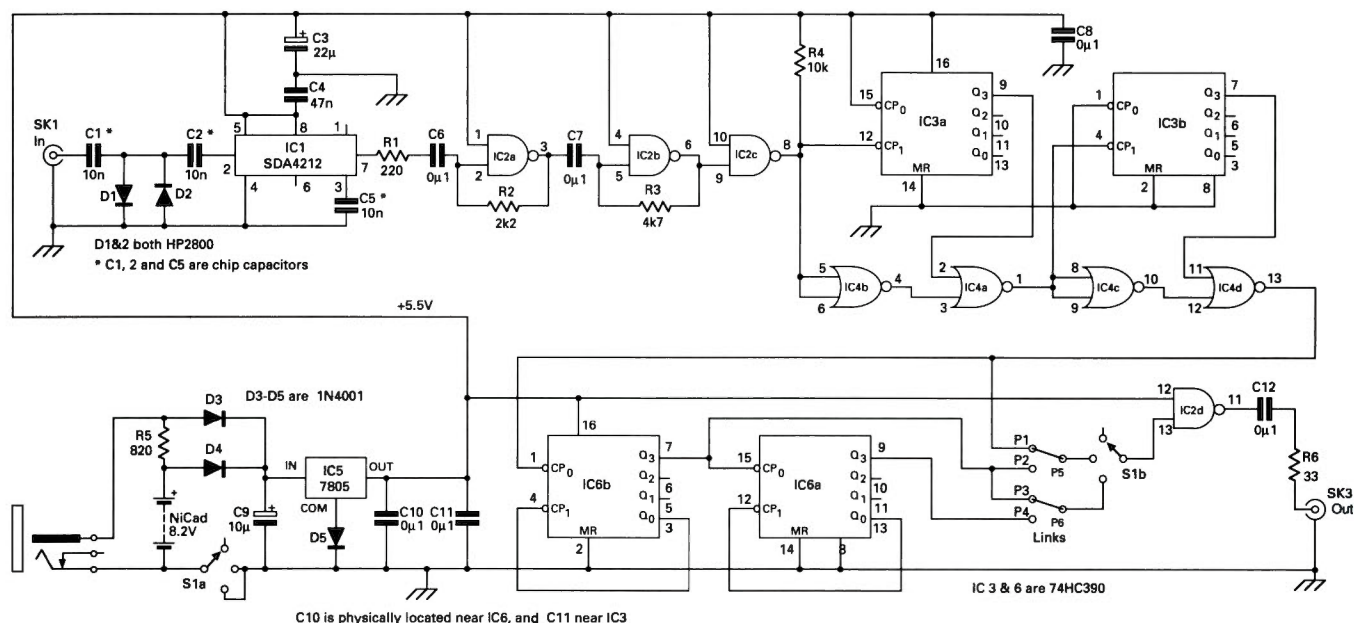 C3
22µ
+
C4
47n
C8
0µ1
R4
10k
16
15
CP0
IC3a
Q3
9
Q2
Q1
10
Q0
11
13
12
CP1
MR
14
1
CP0
IC3b
Q3
7
Q2
6
Q1
5
Q0
3
4
CP1
MR
2
8
SK1
In
C1 *
10n
C2 *
10n
5
8
1
IC1
SDA4212
2
7
4
6
3
R1
220
C6
0µ1
1
2
IC2a
3
R2
2k2
C7
0µ1
4
5
IC2b
6
R3
4k7
10
9
IC2c
8
D1
D2
C5 *
10n
D1&2 both HP2800
* C1, 2 and C5 are chip capacitors
5
6
IC4b
4
2
3
IC4a
1
8
9
IC4c
10
11
12
IC4d
13
+5.5V
D3-D5 are 1N4001
D3
R5
820
D4
+
NiCad
8.2V
S1a
+
C9
10µ
IN
IC5
7805
OUT
COM
D5
C10
0µ1
C11
0µ1
16
1
CP0
IC6b
Q3
7
Q2
6
Q1
5
Q0
3
4
CP1
MR
2
15
CP0
IC6a
Q3
9
Q2
10
Q1
11
Q0
13
12
CP1
MR
14
8
P1
P2
P5
P3
P4
P6
Links
S1b
12
13
IC2d
11
C12
0µ1
R6
33
SK3
Out
IC 3 & 6 are 74HC390
C10 is physically located near IC6, and C11 near IC3